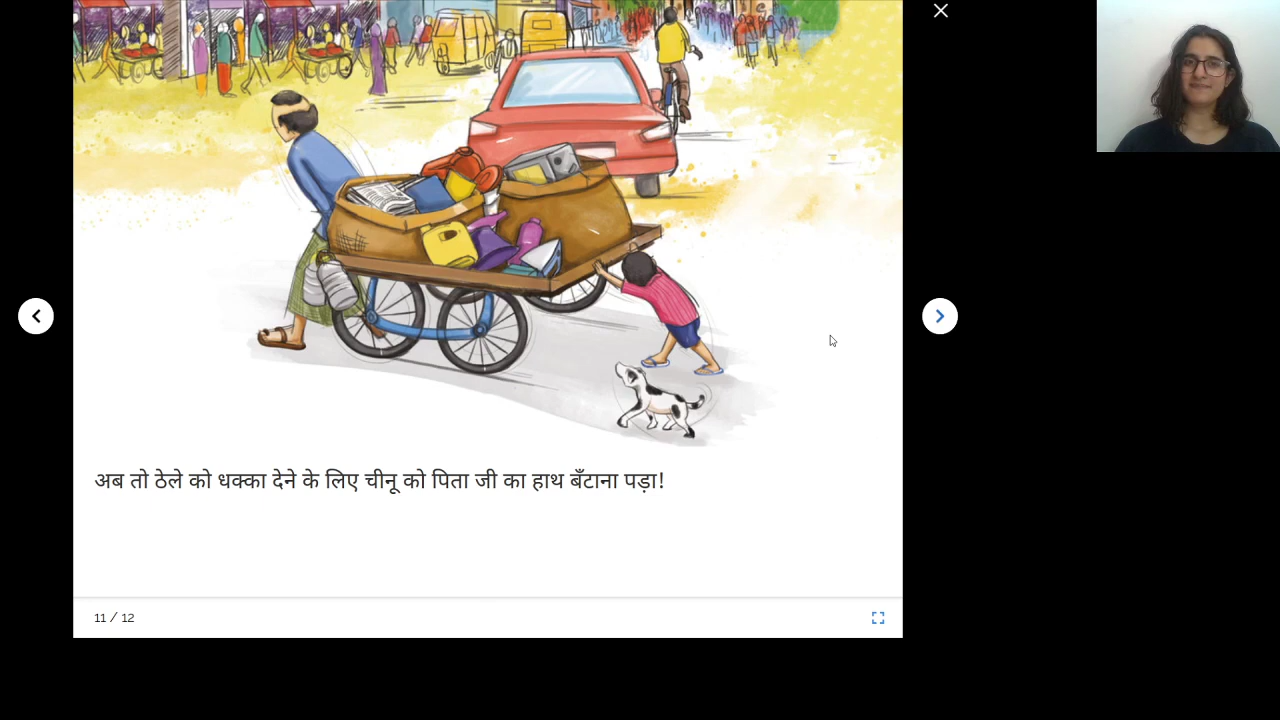 अब तो ठेले को धक्का देने के लिए चीनू को पिता जी का हाथ बँटाना पड़ा!
11 / 12